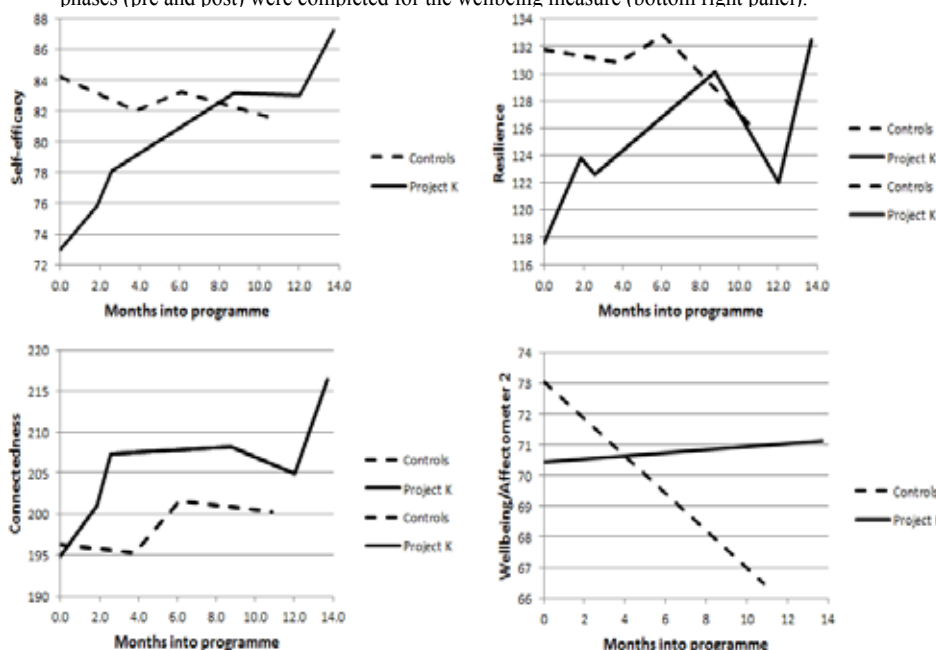 phases (pre and post) were completed for the wellbeing measure (bottom right panel).
88
86
84
82
80
78
76
74
72
Self-efficacy
0.0 2.0 4.0 6.0 8.0 10.0 12.0 14.0
Months into programme
Controls
Project K
134
132
130
128
126
124
122
120
118
116
Resilience
0.0 2.0 4.0 6.0 8.0 10.0 12.0 14.0
Months into programme
Controls
Project K
Controls
Project K
220
215
210
205
200
195
190
Connectedness
0.0 2.0 4.0 6.0 8.0 10.0 12.0 14.0
Months into programme
Controls
Project K
Controls
Project K
74
73
72
71
70
69
68
67
66
Wellbeing/Affectometer 2
0 2 4 6 8 10 12 14
Months into programme
Controls
Project K